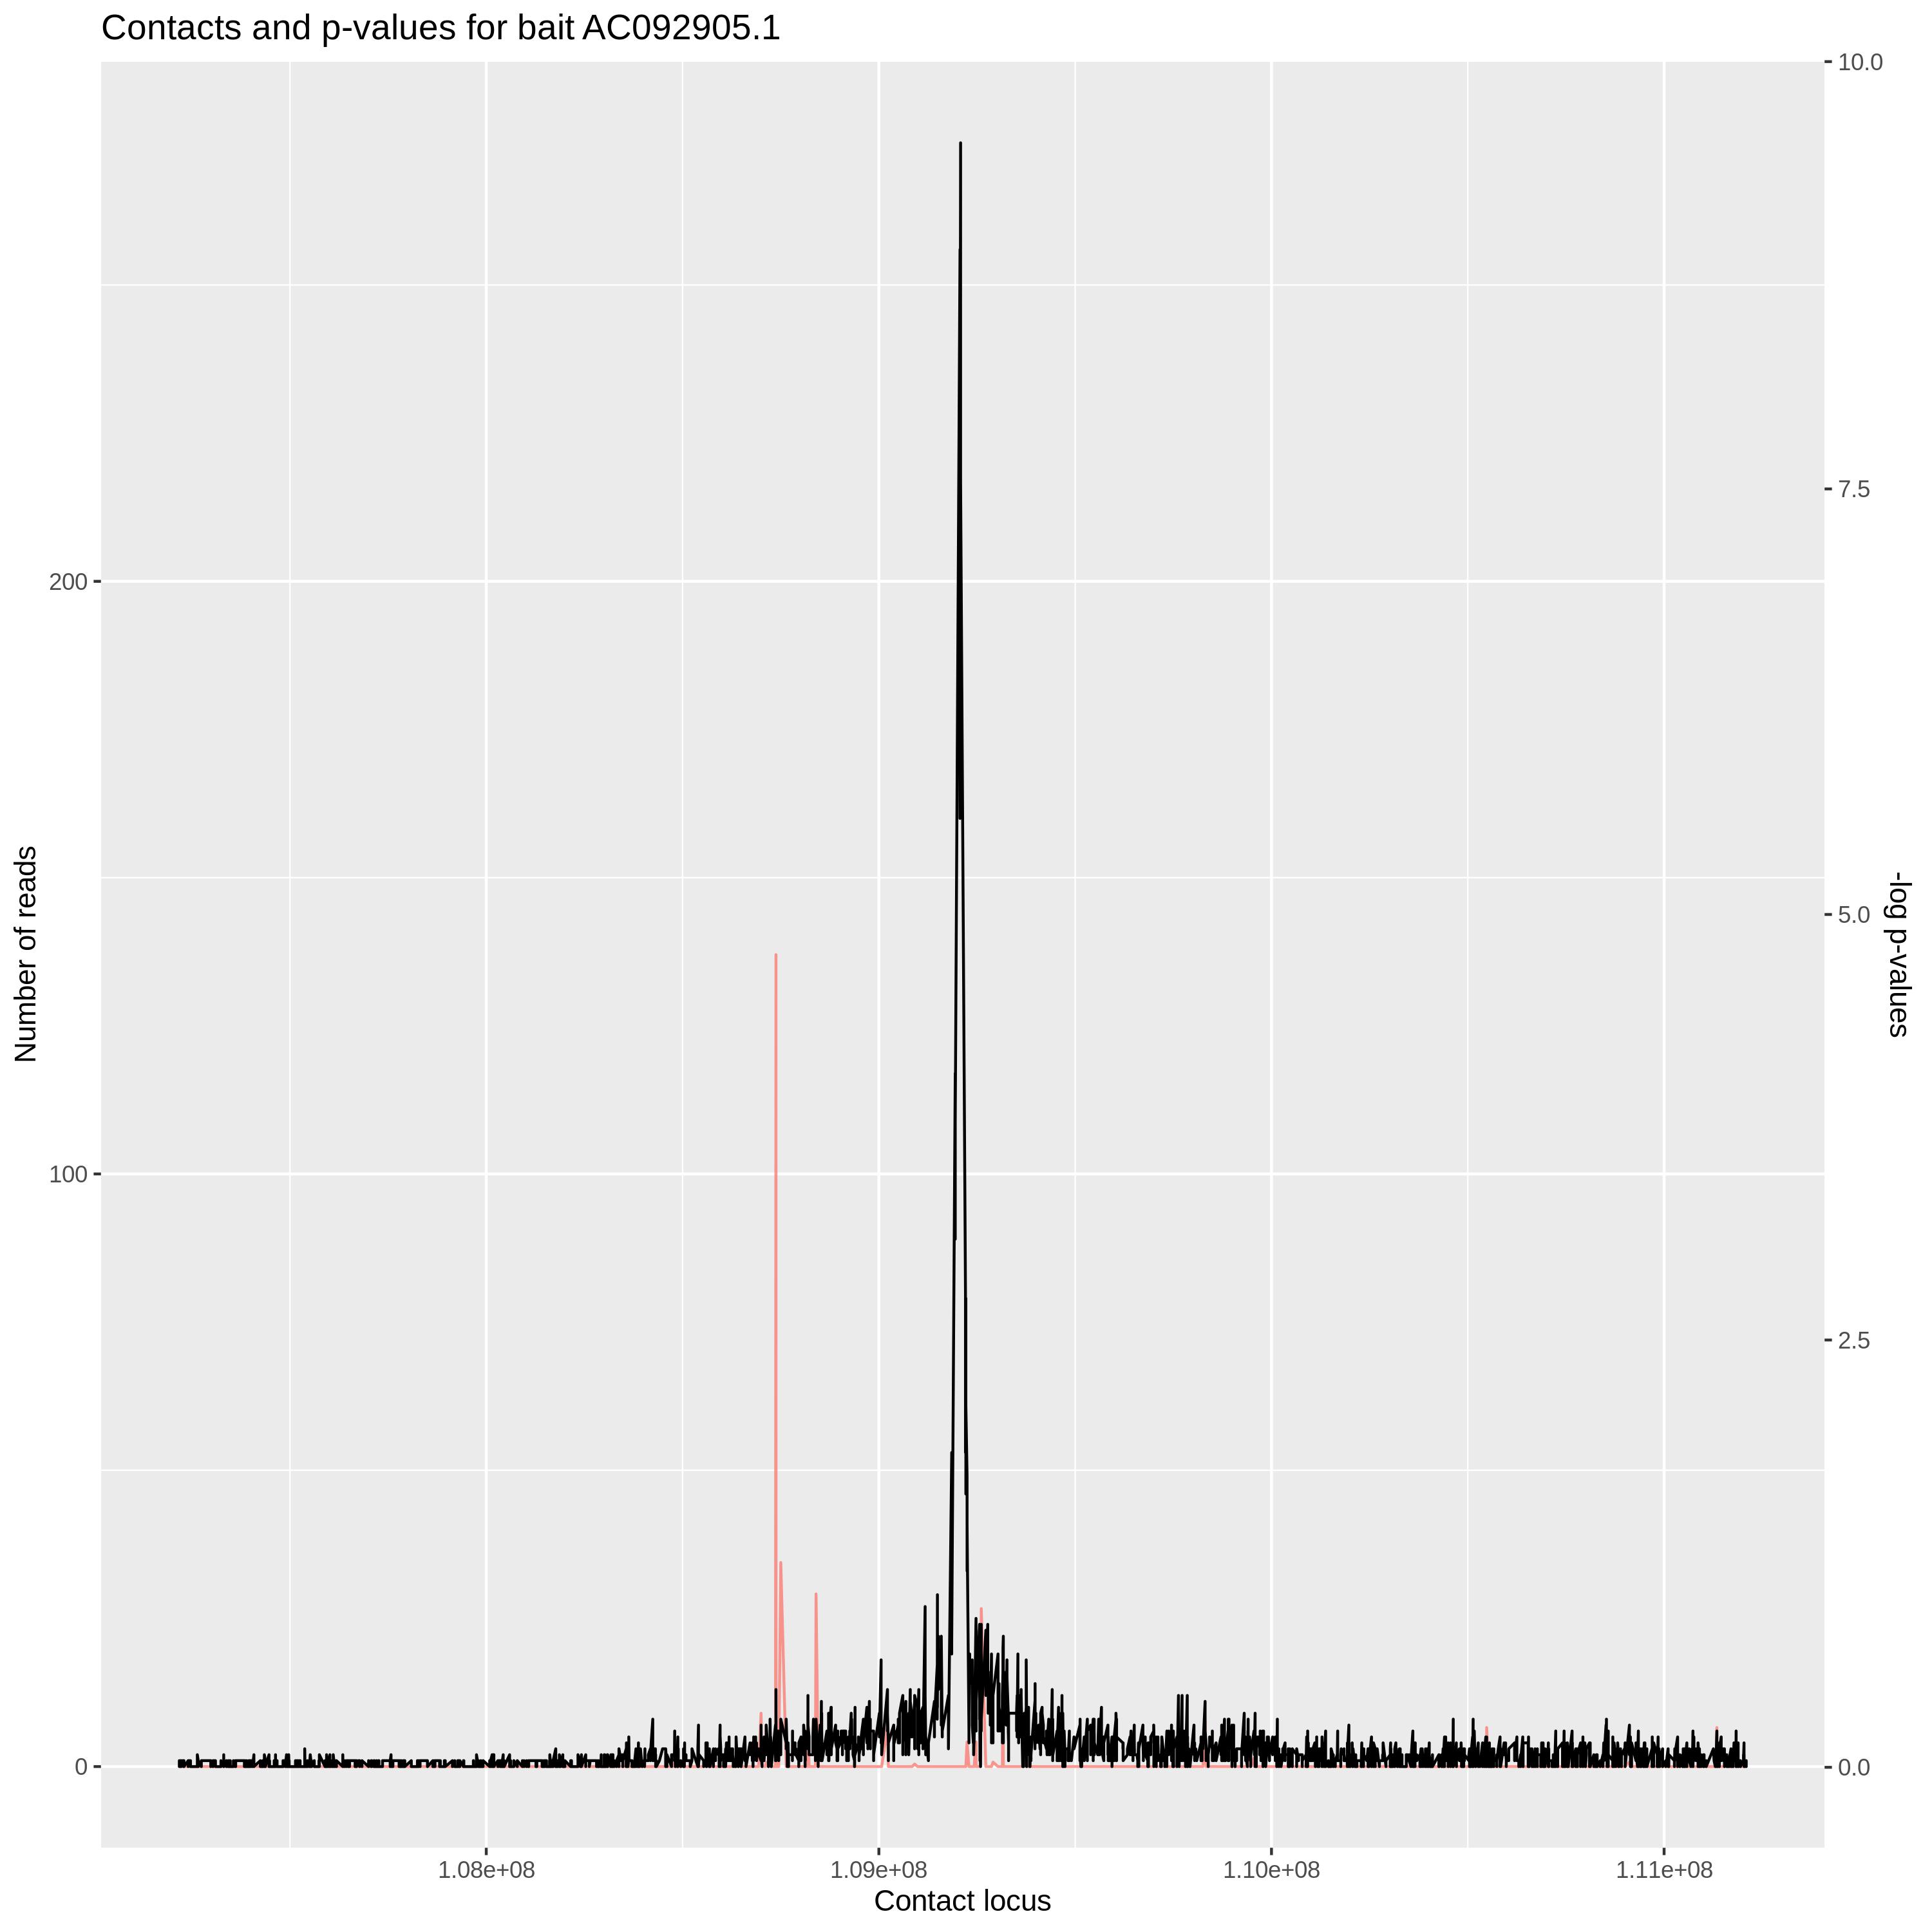 Contacts and p-values for bait AC092905.1
Number of reads
200
100
0
10.0
7.5
5.0
2.5
0.0
-log p-values
1.08e+08 1.09e+08 1.10e+08 1.11e+08
Contact locus